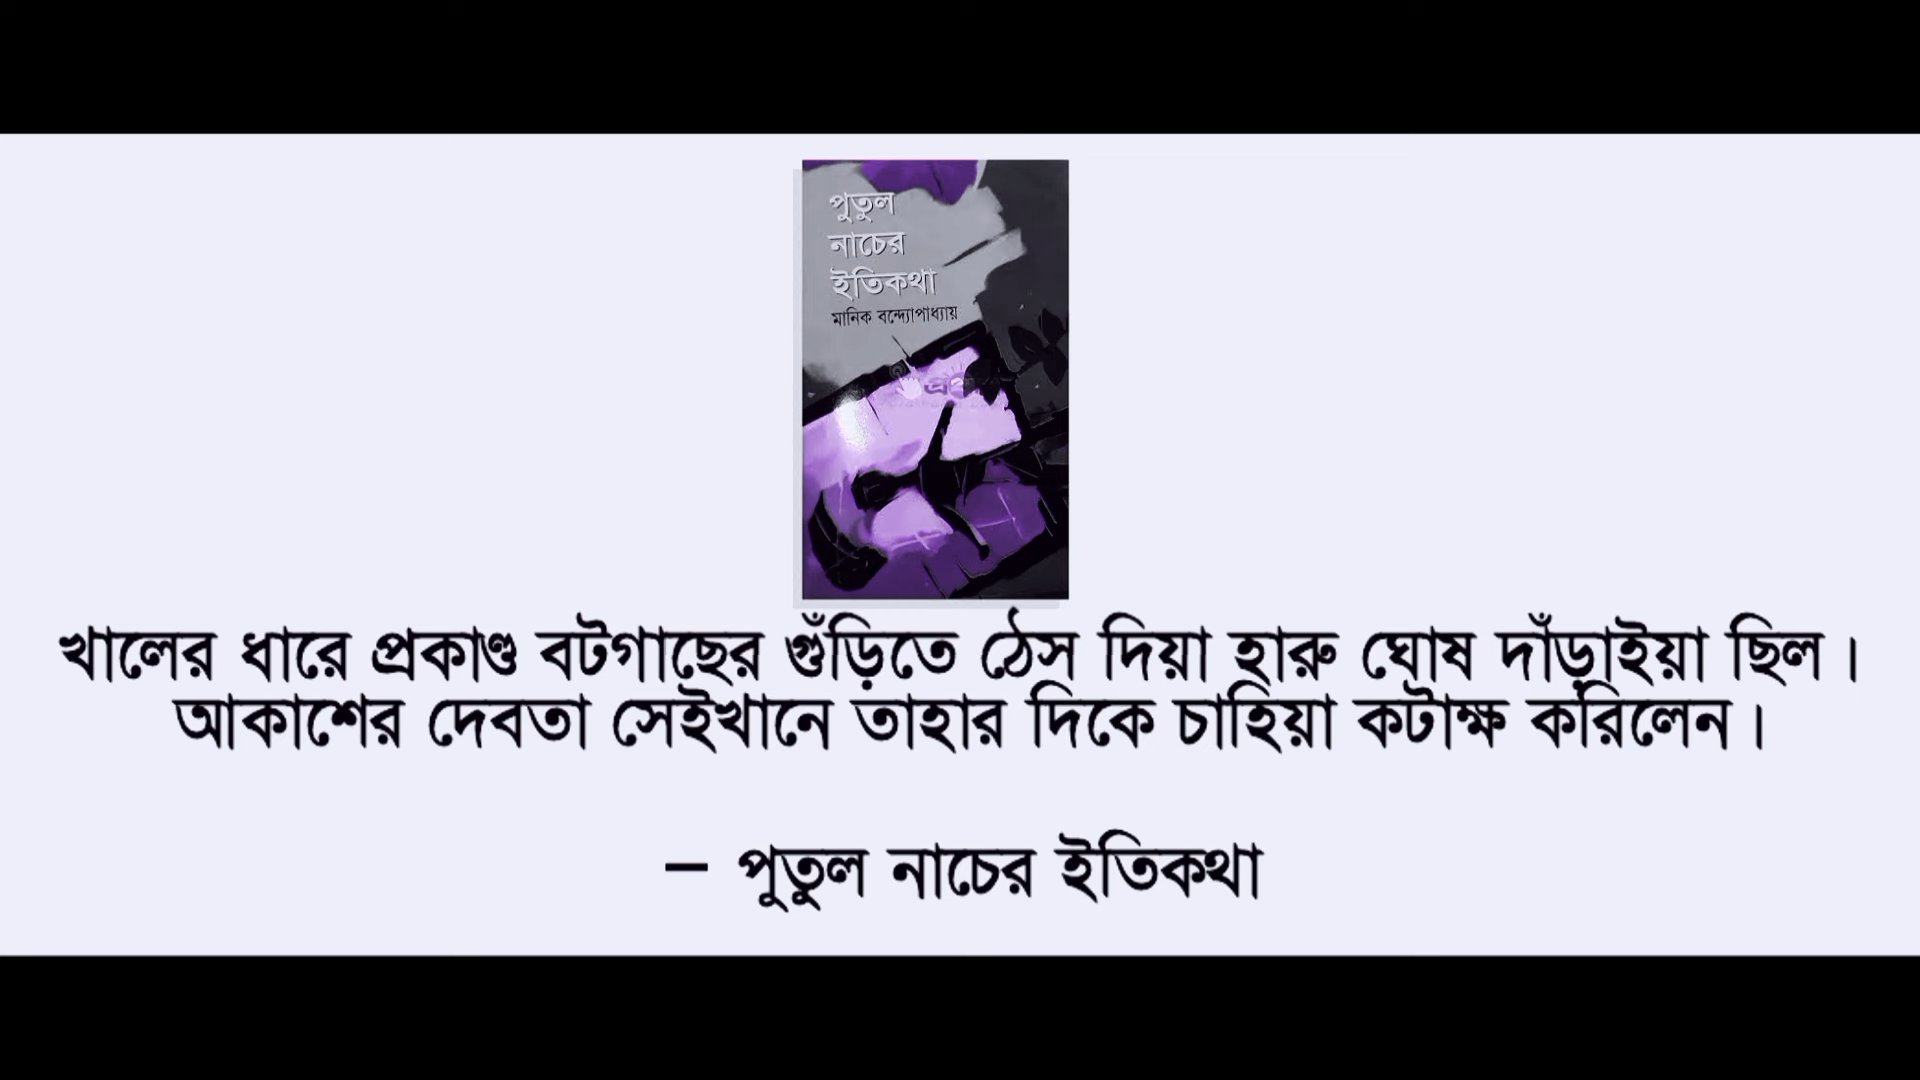 পুতুল
নাচের
ইতিকথা
মানিক বন্দ্যোপাধ্যায়
খালের ধারে প্রকাণ্ড বটগাছের গুঁড়িতে ঠেস দিয়া হারু ঘোষ দাঁড়াইয়া ছিল।
আকাশের দেবতা সেইখানে তাহার দিকে চাহিয়া কটাক্ষ করিলেন।
– পুতুল নাচের ইতিকথা